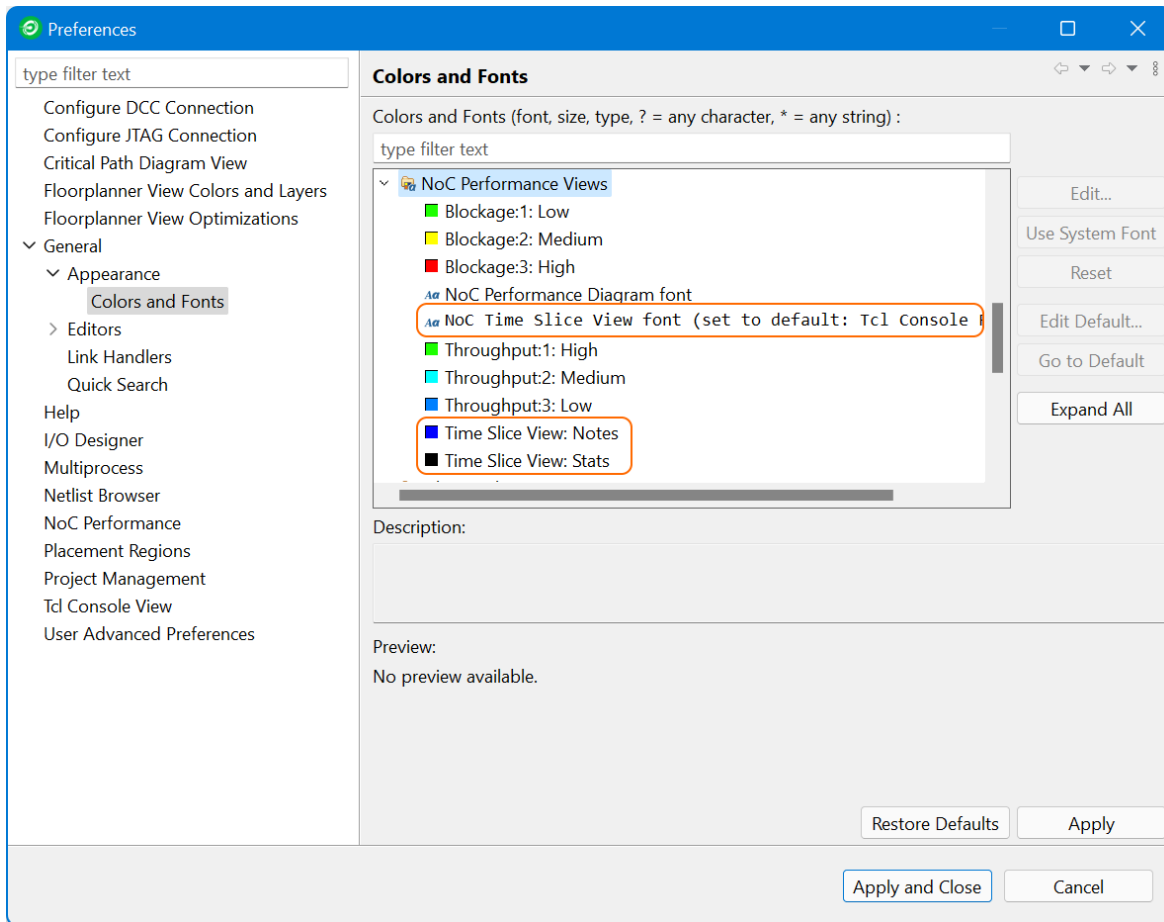 Preferences
type filter text
Configure DCC Connection
Configure JTAG Connection
Critical Path Diagram View
Floorplanner View Colors and Layers
Floorplanner View Optimizations
General
Appearance
Colors and Fonts
Editors
Link Handlers
Quick Search
Help
I/O Designer
Multiprocess
Netlist Browser
NoC Performance
Placement Regions
Project Management
Tcl Console View
User Advanced Preferences
Colors and Fonts
Colors and Fonts (font, size, type, ? = any character, * = any string) :
type filter text
NoC Performance Views
Blockage:1: Low
Blockage:2: Medium
Blockage:3: High
Aa NoC Performance Diagram font
Aa NoC Time Slice View font (set to default: Tcl Console
Throughput:1: High
Throughput:2: Medium
Throughput:3: Low
Time Slice View: Notes
Time Slice View: Stats
Edit...
Use System Font
Reset
Edit Default...
Go to Default
Expand All
Description:
Preview:
No preview available.
Restore Defaults
Apply
Apply and Close
Cancel